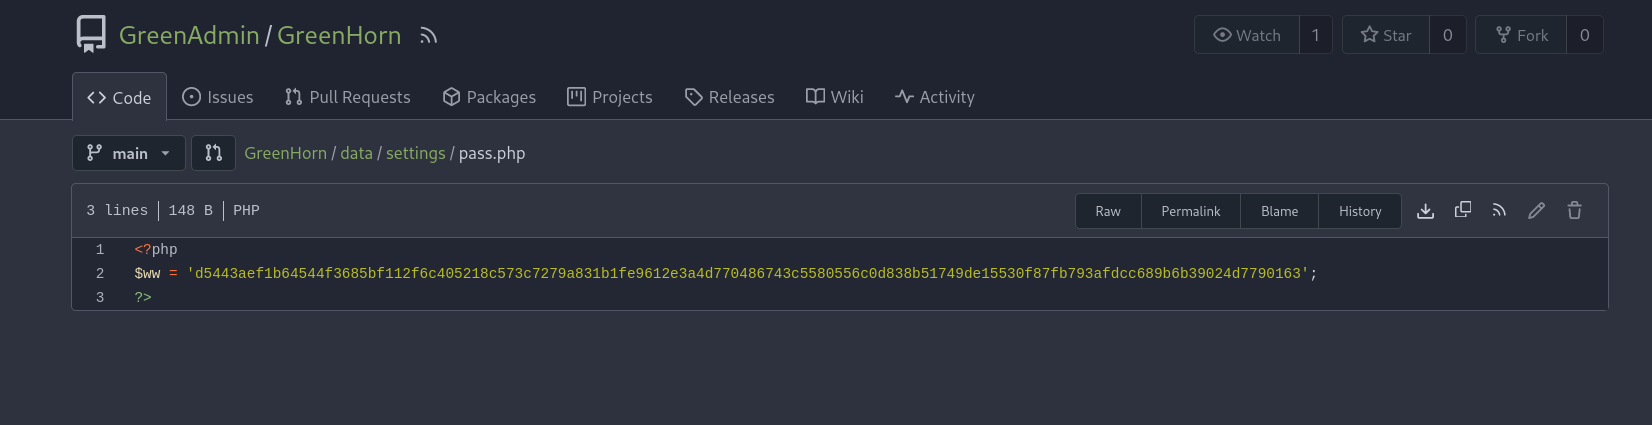 GreenAdmin / GreenHorn
Watch 1 Star 0 Fork 0
Code Issues Pull Requests Packages Projects Releases Wiki Activity
main GreenHorn / data / settings / pass.php
3 lines 148 B PHP Raw Permalink Blame History
1 <?php
2 $ww = 'd5443aef1b64544f3685bf112f6c405218c573c7279a831b1fe9612e3a4d770486743c5580556c0d838b51749de15530f87fb793afdcc689b6b39024d7790163';
3 ?>